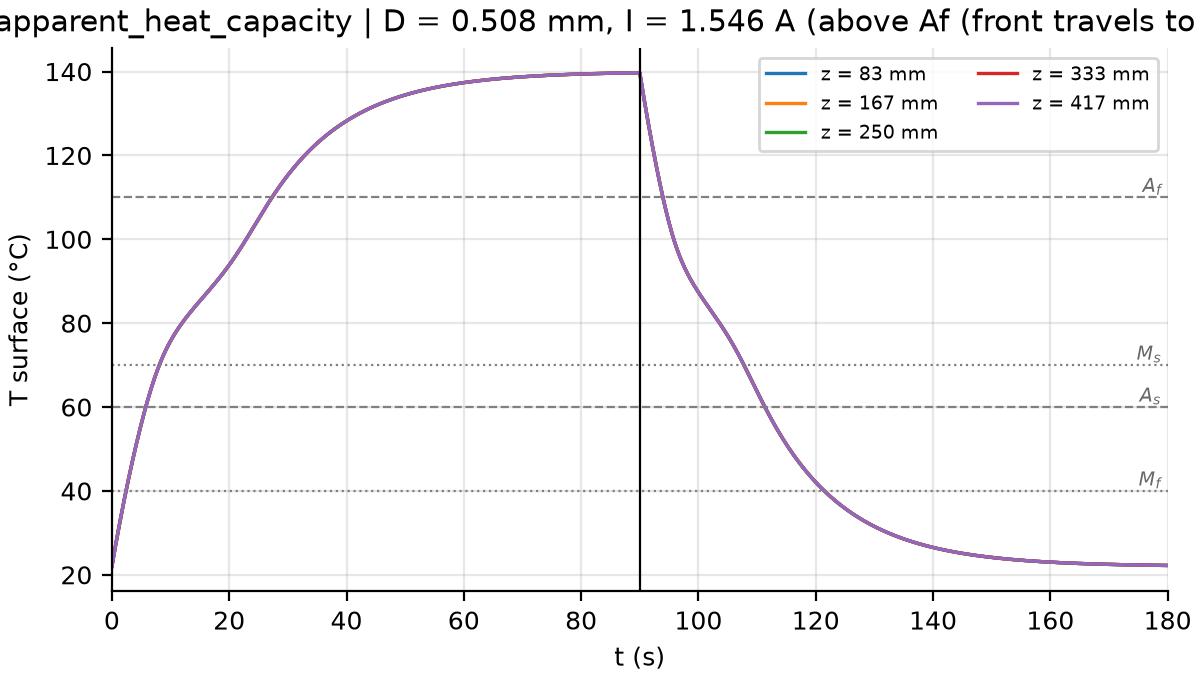 apparent_heat_capacity | D = 0.508 mm, I = 1.546 A (above Af (front travels to
T surface (°C)
140
120
100
80
60
40
20
z = 83 mm
z = 167 mm
z = 250 mm
z = 333 mm
z = 417 mm
A_f
M_s
A_s
M_f
0 20 40 60 80 100 120 140 160 180
t (s)